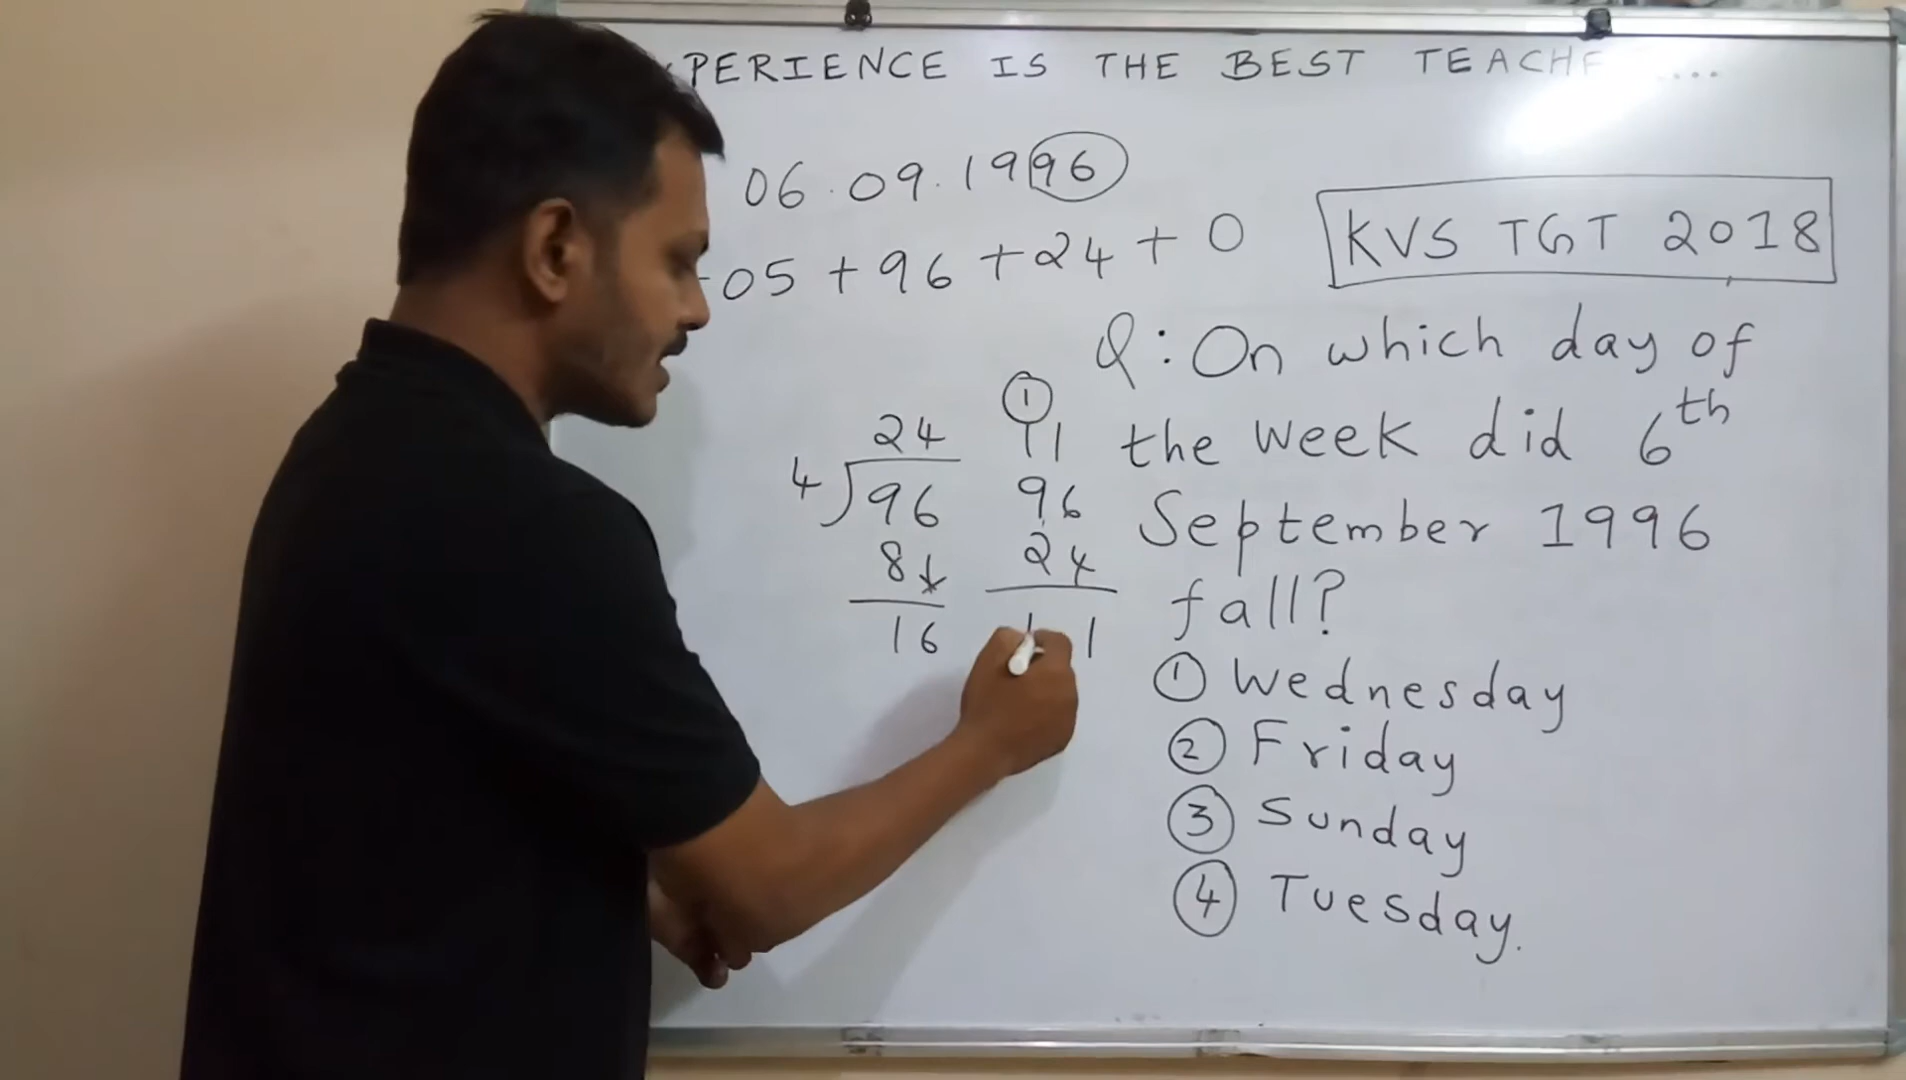 PERIENCE IS THE BEST
06.09.1996
05 + 96 + 24 + 0
KVS TGT 2018
Q: On which day of
the week did 6th
September 1996
fall?
① Wednesday
② Friday
③ Sunday
④ Tuesday.
24
4)96
8↓
16
①
11
96
24
1 1